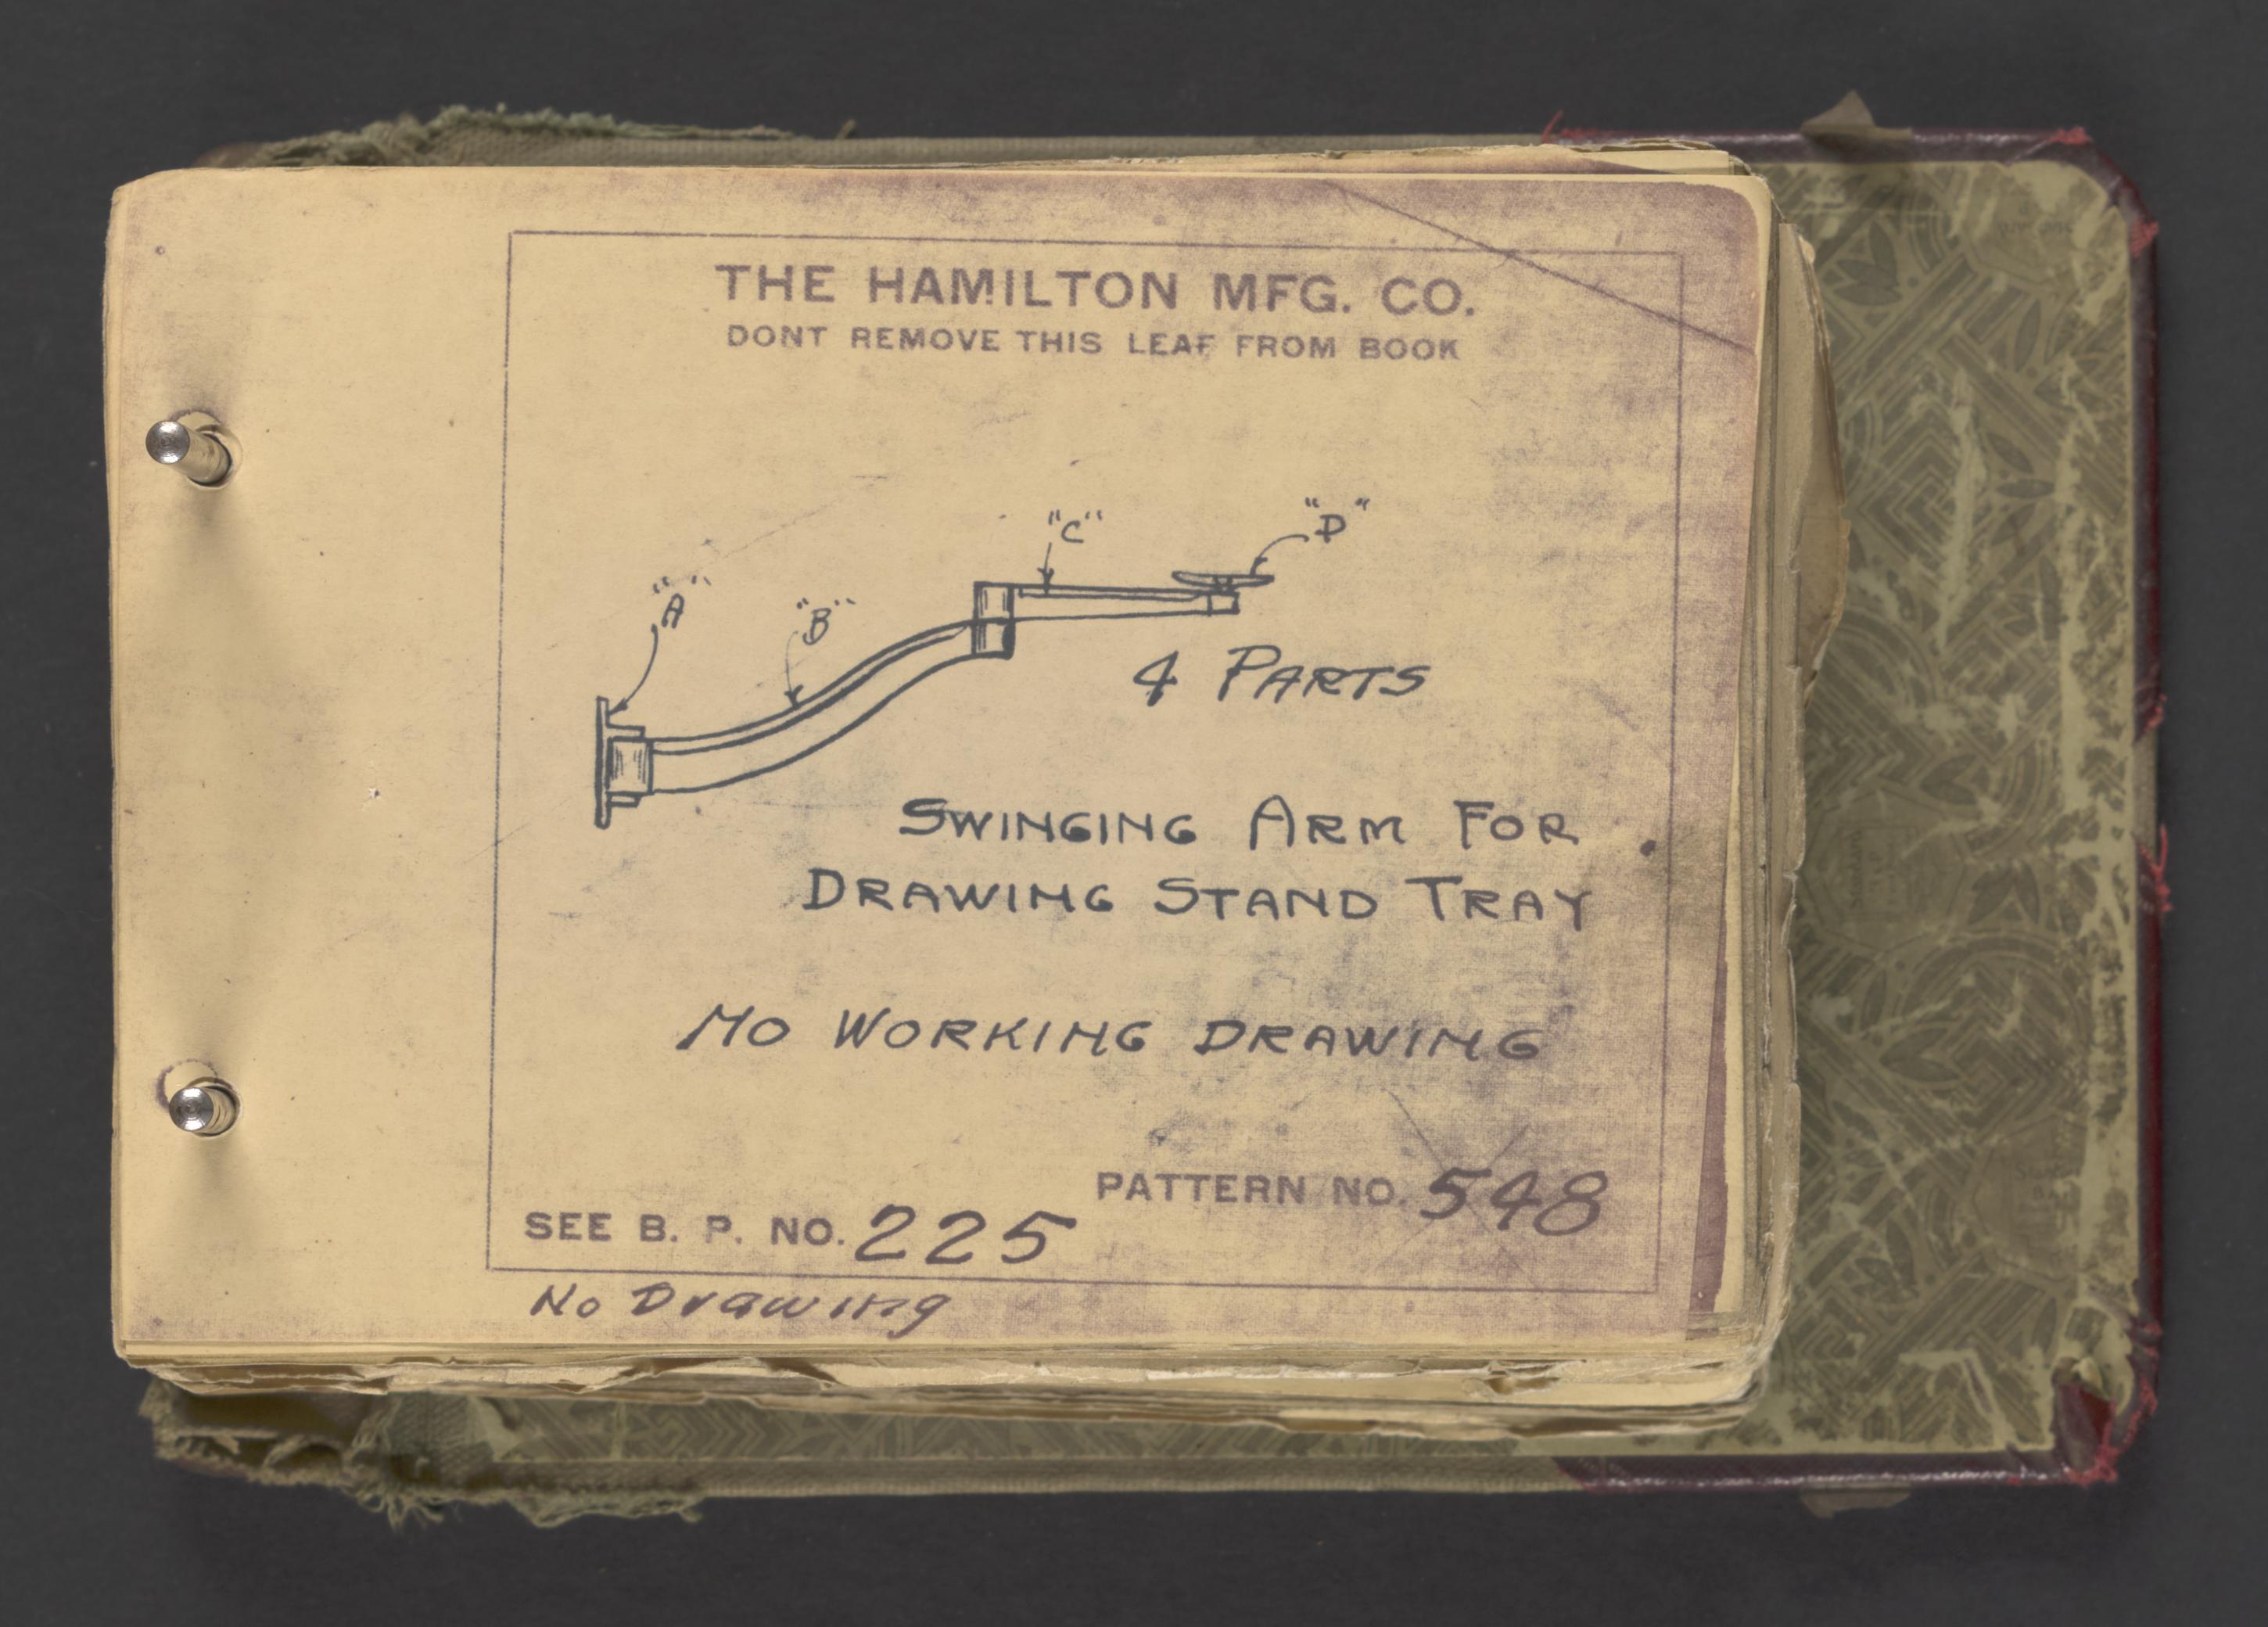 THE HAMILTON MFG. CO.
DONT REMOVE THIS LEAF FROM BOOK
"C" "D"
"A" "B"
4 PARTS
SWINGING ARM FOR
DRAWING STAND TRAY
NO WORKING DRAWING
PATTERN NO. 548
SEE B. P. NO. 225
No Drawing